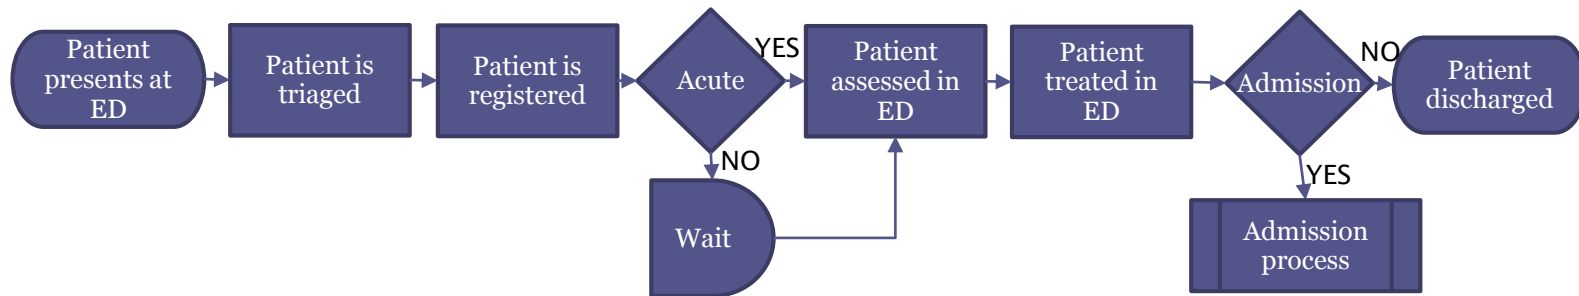 Patient
presents at
ED
Patient is
triaged
Patient is
registered
Acute
YES
NO
Wait
Patient
assessed in
ED
Patient
treated in
ED
Admission
NO
Patient
discharged
YES
Admission
process